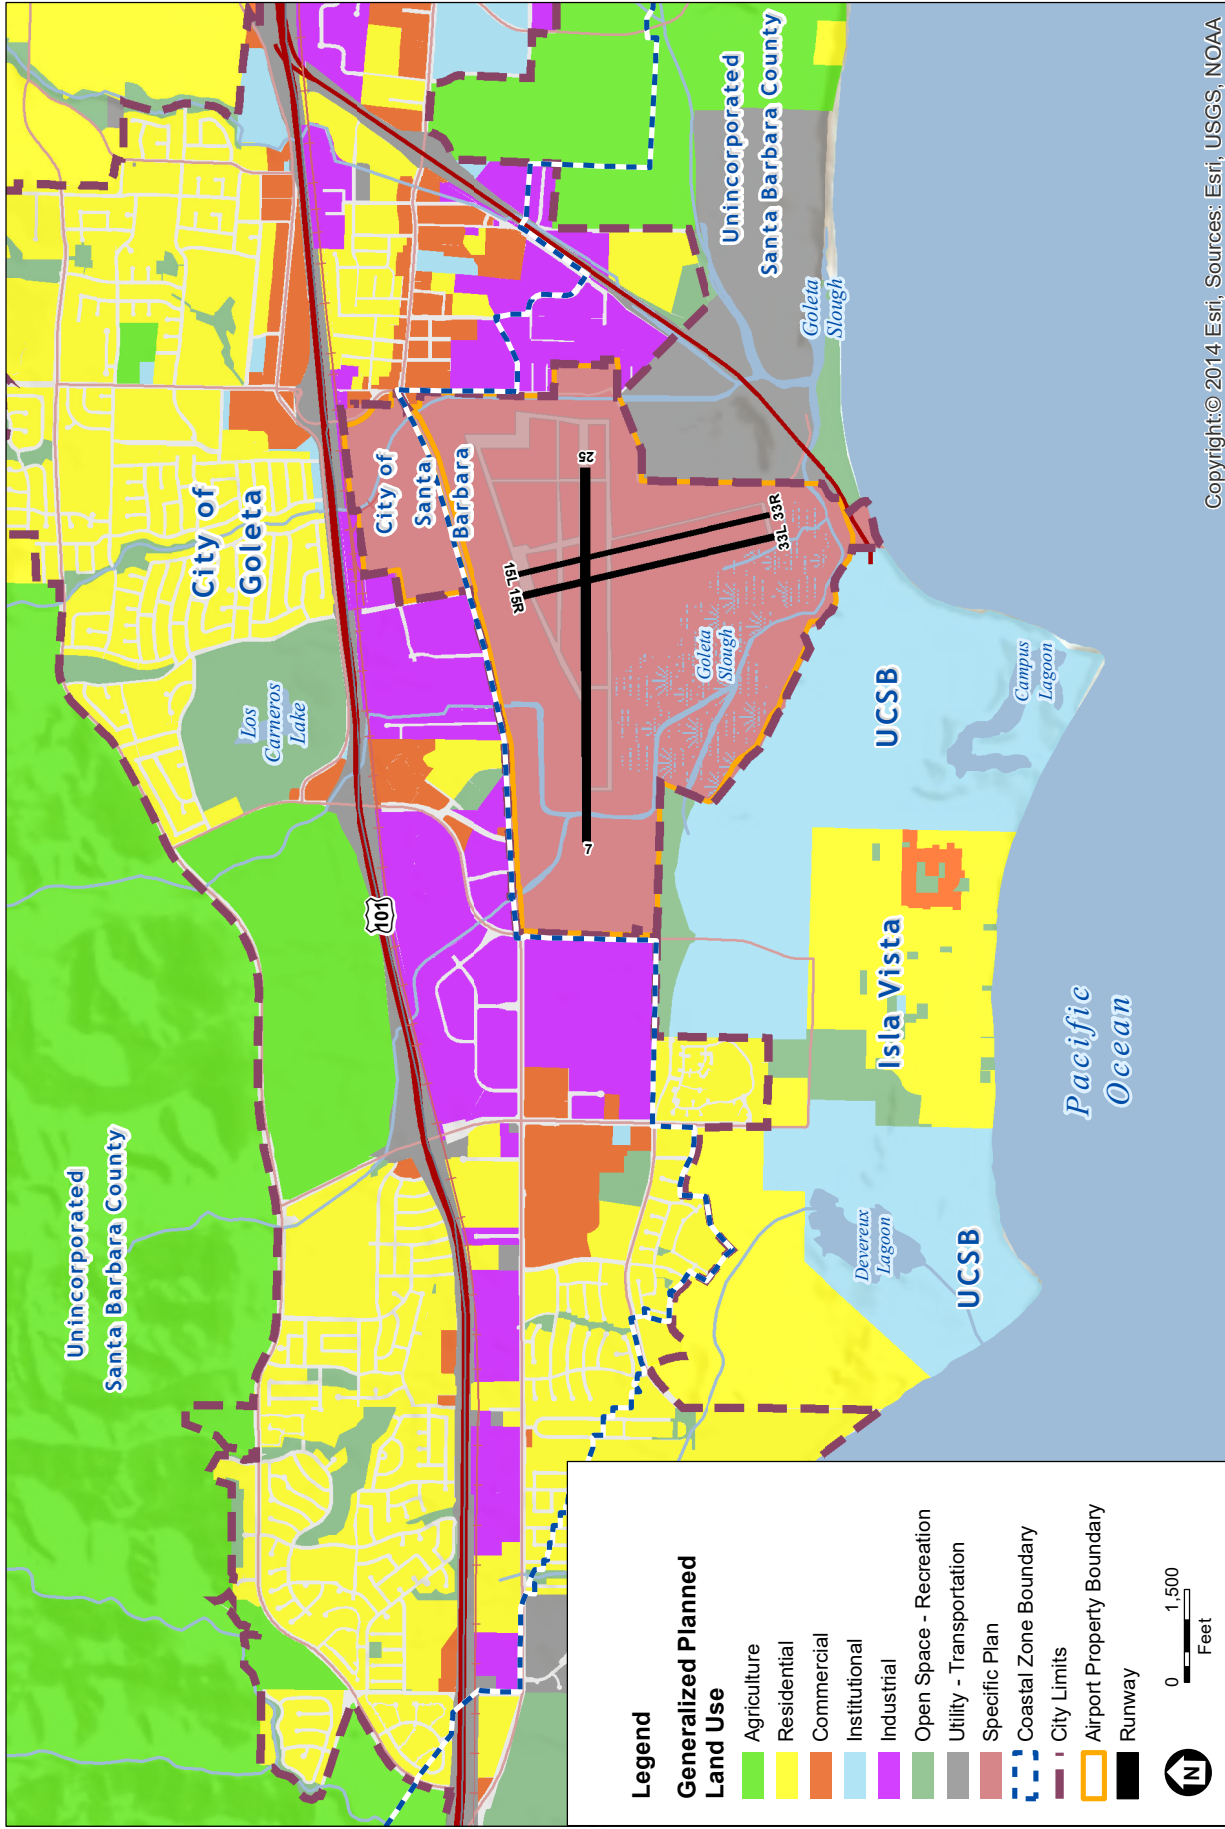 Unincorporated
Santa Barbara County
City of
Goleta
Los
Carneros
Lake
101
City of
Santa
Barbara
Unincorporated
Santa Barbara County
15L
15R
25
7
33L
33R
Goleta
Slough
Goleta
Slough
UCSB
Campus
Lagoon
Isla Vista
Devereux
Lagoon
UCSB
Pacific
Ocean
Legend
Generalized Planned
Land Use
Agriculture
Residential
Commercial
Institutional
Industrial
Open Space - Recreation
Utility - Transportation
Specific Plan
Coastal Zone Boundary
City Limits
Airport Property Boundary
Runway
N
0 1,500
Feet
Copyright:© 2014 Esri, Sources: Esri, USGS, NOAA